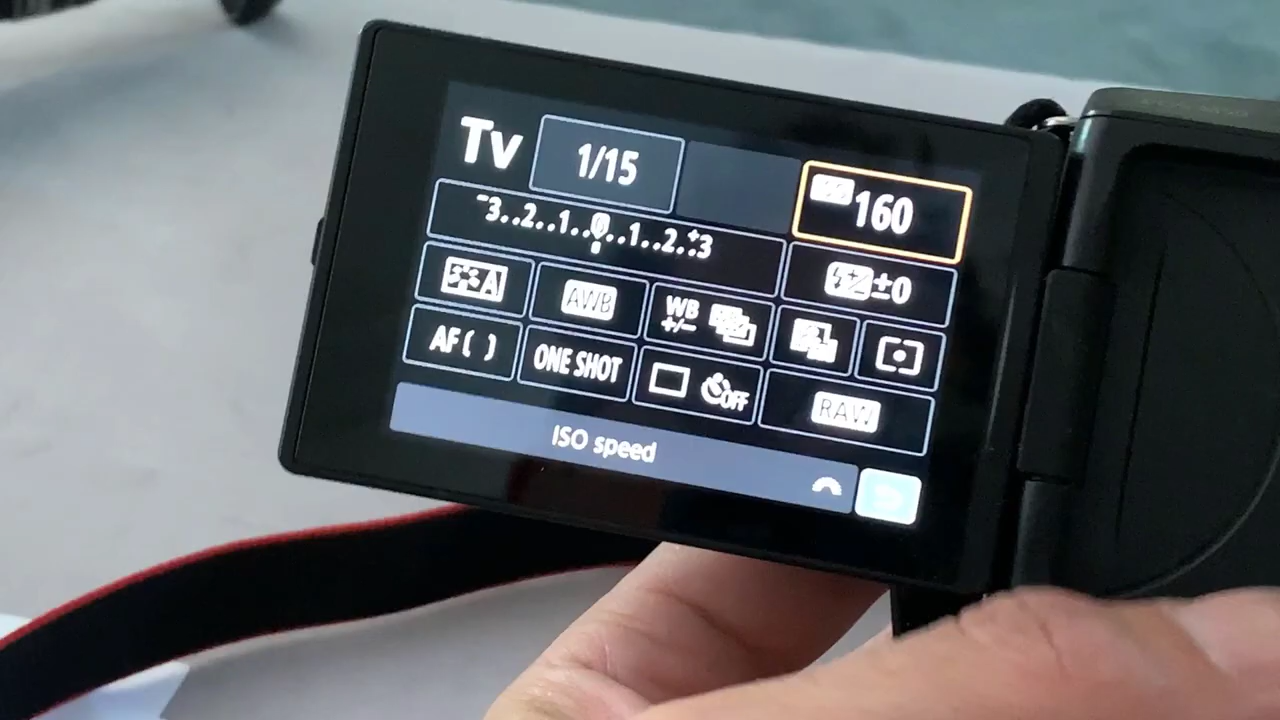 Tv 1/15 ISO 160
-3..2..1..0..1..2..+3 ±0
A AWB WB +/-
AF( ) ONE SHOT OFF RAW
ISO speed